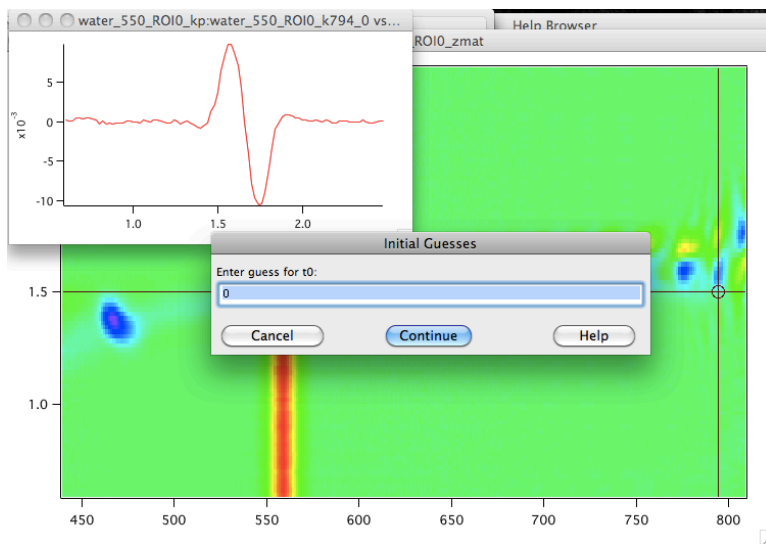 water_550_ROI0_kp:water_550_ROI0_k794_0 vs...
Help Browser
_ROI0_zmat
5
0
-5
-10
x10-3
1.0
1.5
2.0
Initial Guesses
Enter guess for t0:
0
Cancel
Continue
Help
1.5
1.0
450
500
550
600
650
700
750
800